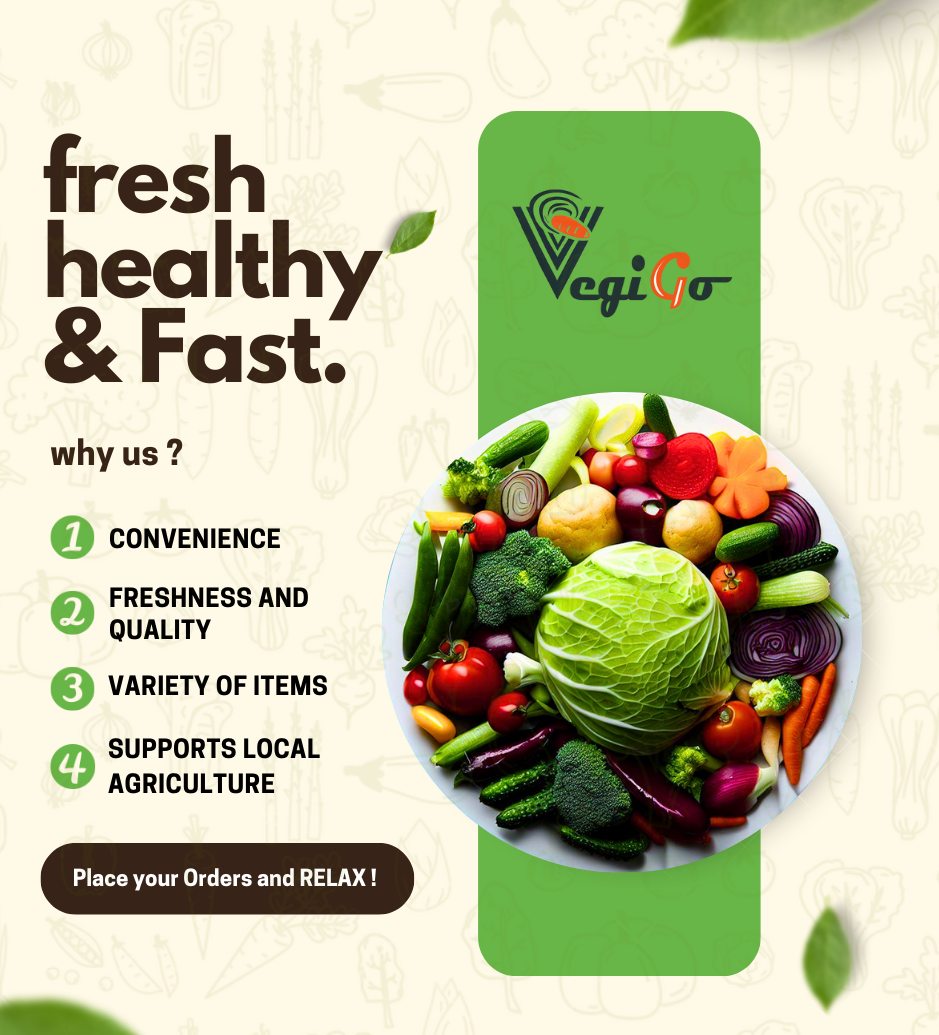 fresh
healthy
& Fast.
VegiGo
why us ?
1 CONVENIENCE
2 FRESHNESS AND
QUALITY
3 VARIETY OF ITEMS
4 SUPPORTS LOCAL
AGRICULTURE
Place your Orders and RELAX !